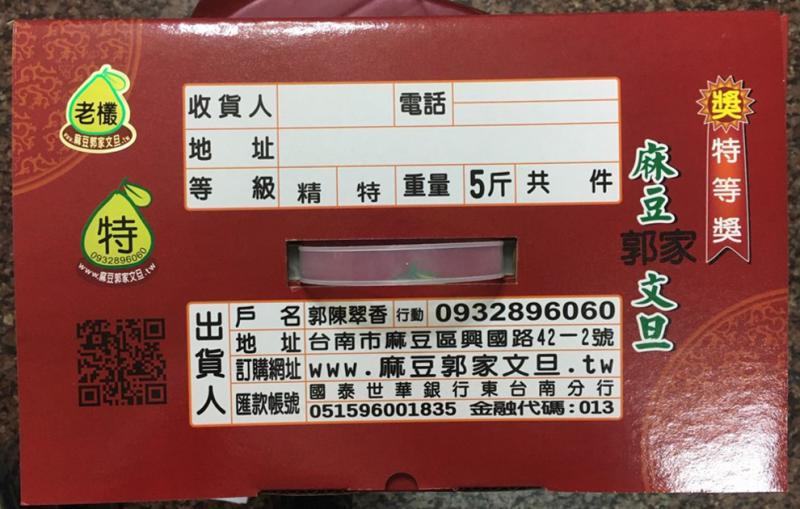 老欉
www.麻豆郭家文旦.tw
特
0932896060
www.麻豆郭家文旦.tw
收貨人 電話
地址
等級 精 特 重量 5斤 共 件
獎
特等獎
麻豆
郭家
文旦
出貨人
戶名 郭陳翠香 行動 0932896060
地址 台南市麻豆區興國路42-2號
訂購網址 www.麻豆郭家文旦.tw
匯款帳號 國泰世華銀行東台南分行
051596001835 金融代碼:013